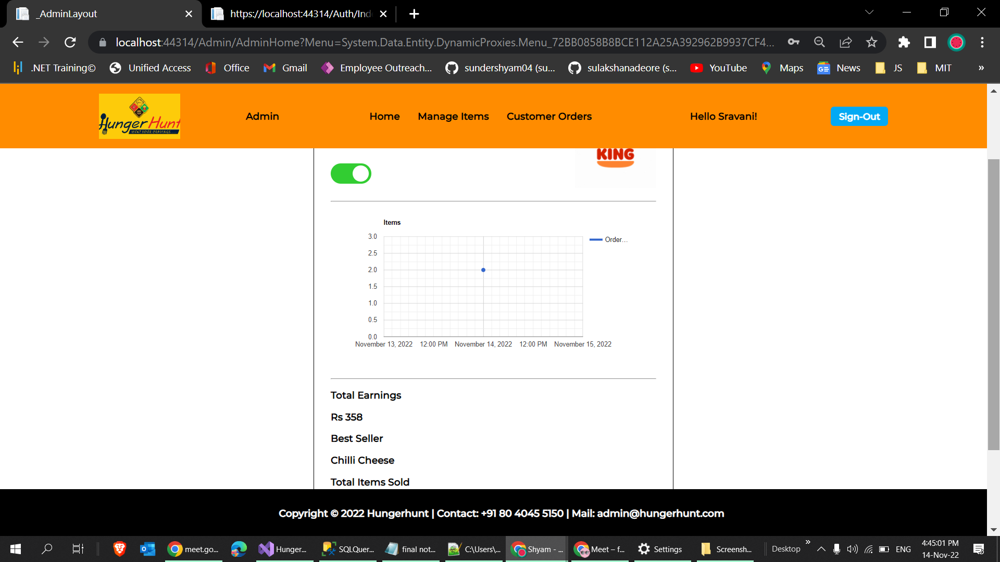 _AdminLayout
https://localhost:44314/Auth/Ind
localhost:44314/Admin/AdminHome?Menu=System.Data.Entity.DynamicProxies.Menu_72BB0858B8BCE112A25A392962B9937CF4...
.NET Training© Unified Access Office Gmail Employee Outreach... sundershyam04 (su... sulakshanadeore (s... YouTube Maps News JS MIT »
Hunger Hunt
HUNT YOUR CRAVINGS....
Admin Home Manage Items Customer Orders Hello Sravani! Sign-Out
KING
Items
Order...
3.0
2.5
2.0
1.5
1.0
0.5
0.0
November 13, 2022 12:00 PM November 14, 2022 12:00 PM November 15, 2022
Total Earnings
Rs 358
Best Seller
Chilli Cheese
Total Items Sold
Copyright © 2022 Hungerhunt | Contact: +91 80 4045 5150 | Mail: admin@hungerhunt.com
meet.go... Hunger... SQLQuer... final not... C:\Users\... Shyam - ... Meet – f... Settings Screensh... Desktop » ENG
4:45:01 PM
14-Nov-22